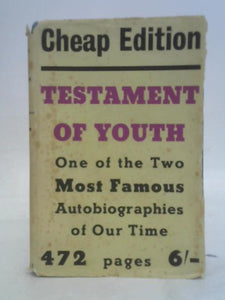 Cheap Edition
TESTAMENT
OF YOUTH
One of the Two
Most Famous
Autobiographies
of Our Time
472 pages 6/-